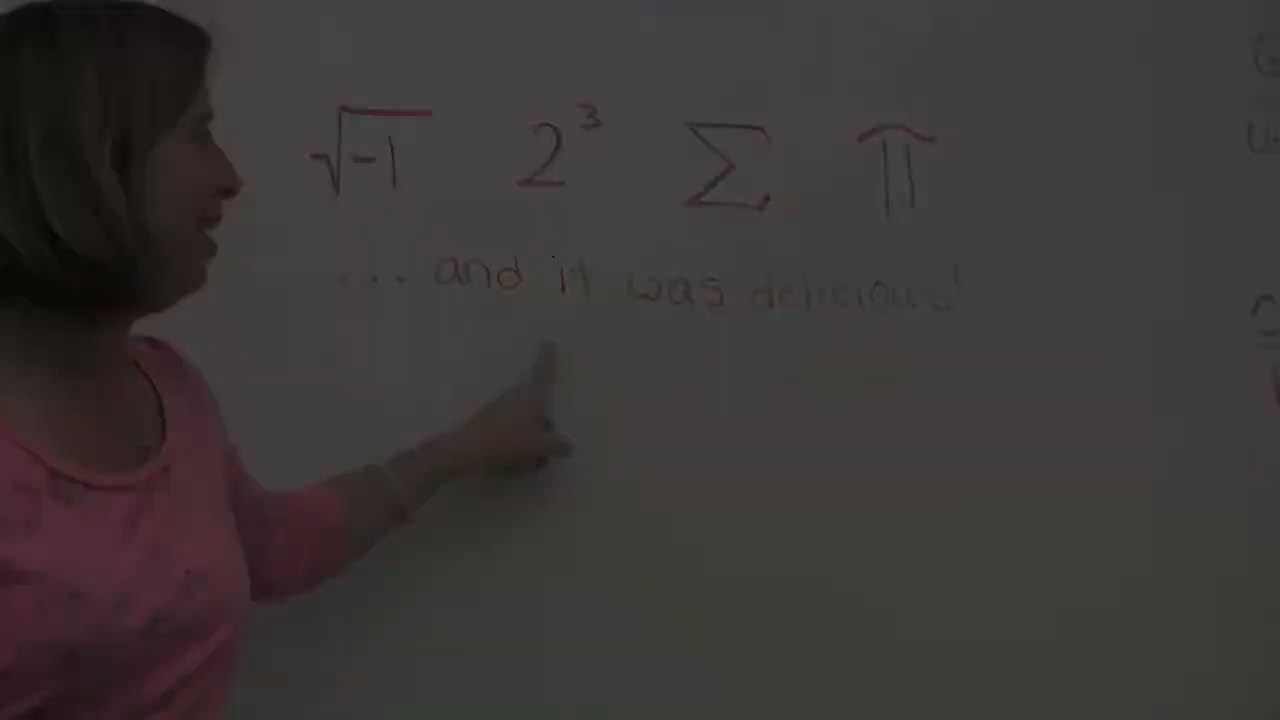 √-1 2³ Σ π
... and it was delicious!